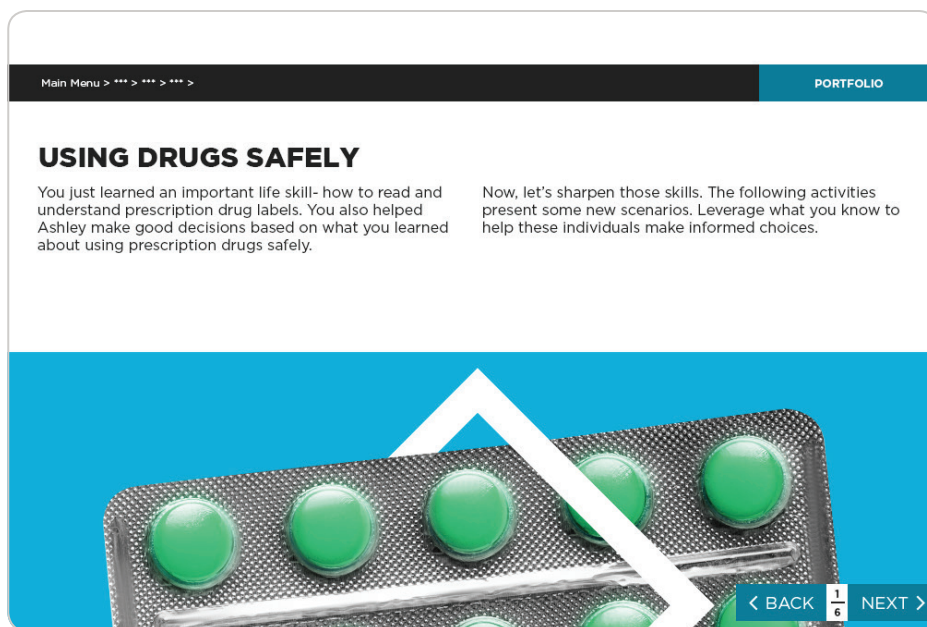 Main Menu > *** > *** > *** >
PORTFOLIO
USING DRUGS SAFELY
You just learned an important life skill- how to read and
understand prescription drug labels. You also helped
Ashley make good decisions based on what you learned
about using prescription drugs safely.
Now, let's sharpen those skills. The following activities
present some new scenarios. Leverage what you know to
help these individuals make informed choices.
< BACK
1
6
NEXT >